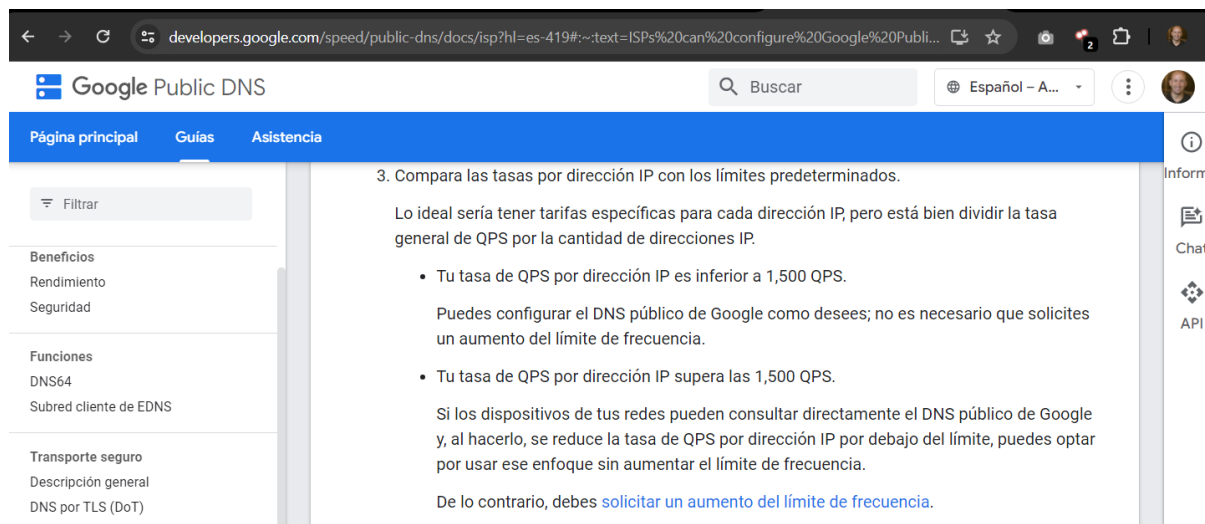 developers.google.com/speed/public-dns/docs/isp?hl=es-419#:~:text=ISPs%20can%20configure%20Google%20Publi...
2
Google Public DNS
Buscar
Español – A...
Página principal
Guías
Asistencia
Filtrar
Beneficios
Rendimiento
Seguridad
Funciones
DNS64
Subred cliente de EDNS
Transporte seguro
Descripción general
DNS por TLS (DoT)
3. Compara las tasas por dirección IP con los límites predeterminados.
Lo ideal sería tener tarifas específicas para cada dirección IP, pero está bien dividir la tasa
general de QPS por la cantidad de direcciones IP.
• Tu tasa de QPS por dirección IP es inferior a 1,500 QPS.
Puedes configurar el DNS público de Google como desees; no es necesario que solicites
un aumento del límite de frecuencia.
• Tu tasa de QPS por dirección IP supera las 1,500 QPS.
Si los dispositivos de tus redes pueden consultar directamente el DNS público de Google
y, al hacerlo, se reduce la tasa de QPS por dirección IP por debajo del límite, puedes optar
por usar ese enfoque sin aumentar el límite de frecuencia.
De lo contrario, debes solicitar un aumento del límite de frecuencia.
Inform
Chat
API